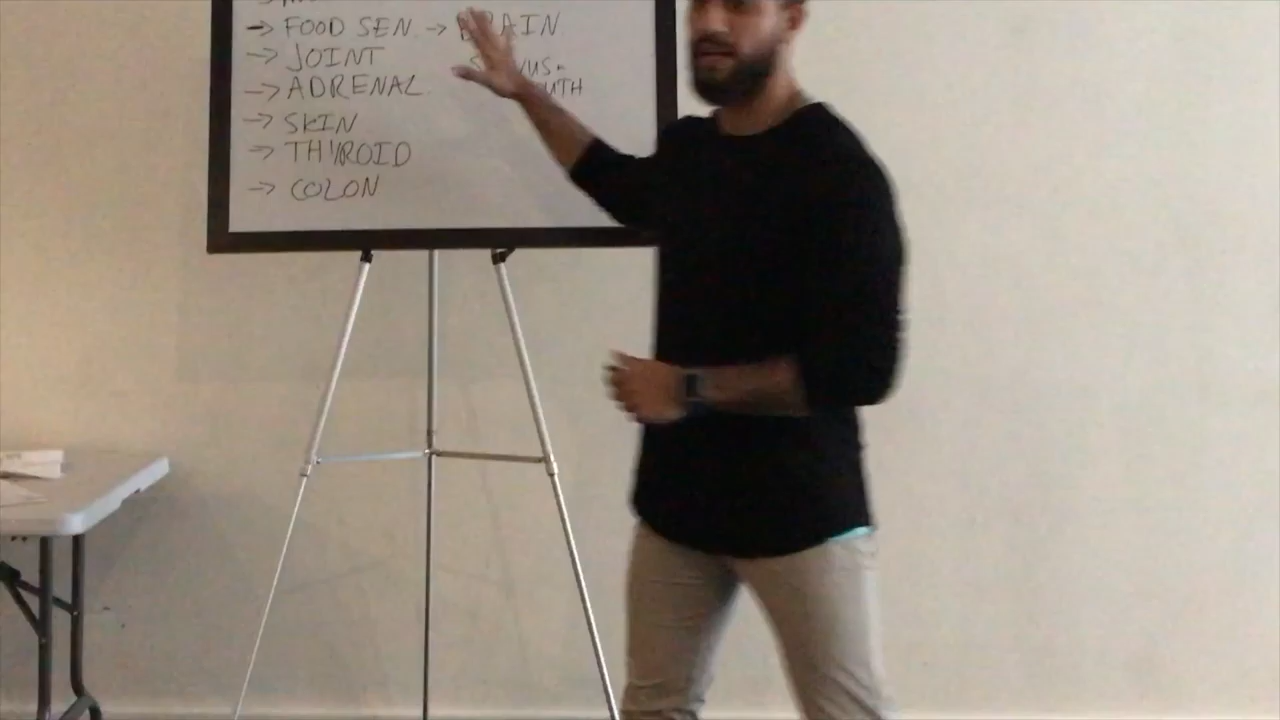 → FOOD SEN. → BRAIN
→ JOINT
→ ADRENAL.
→ SKIN
→ THYROID
→ COLON